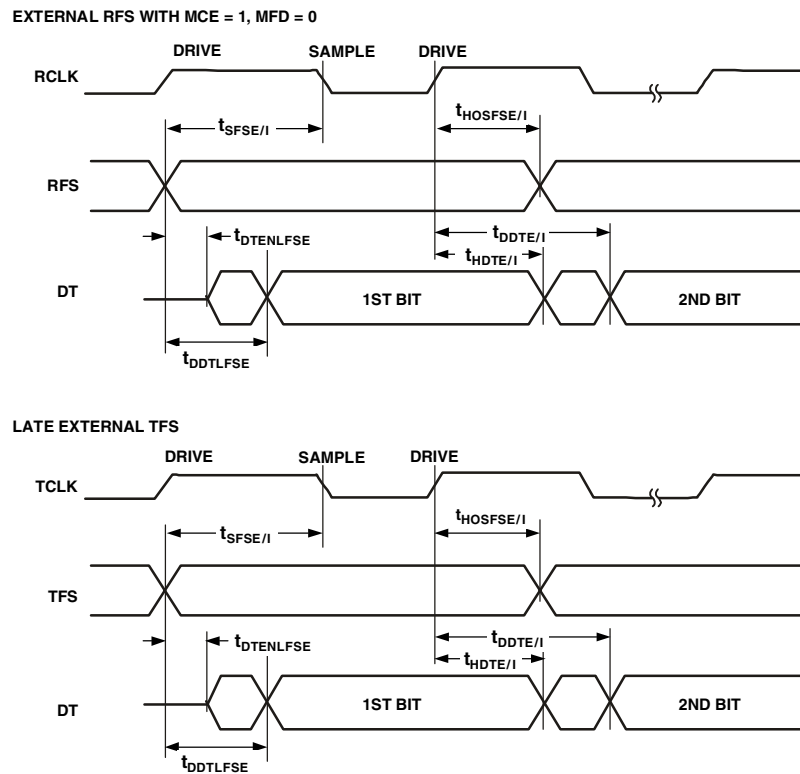 EXTERNAL RFS WITH MCE = 1, MFD = 0
DRIVE SAMPLE DRIVE
RCLK
tSFSE/I
tHOSFSE/I
RFS
tDDTE/I
tDTENLFSE
tHDTE/I
DT
1ST BIT
2ND BIT
tDDTLFSE
LATE EXTERNAL TFS
DRIVE SAMPLE DRIVE
TCLK
tHOSFSE/I
tSFSE/I
TFS
tDDTE/I
tDTENLFSE
tHDTE/I
DT
1ST BIT
2ND BIT
tDDTLFSE